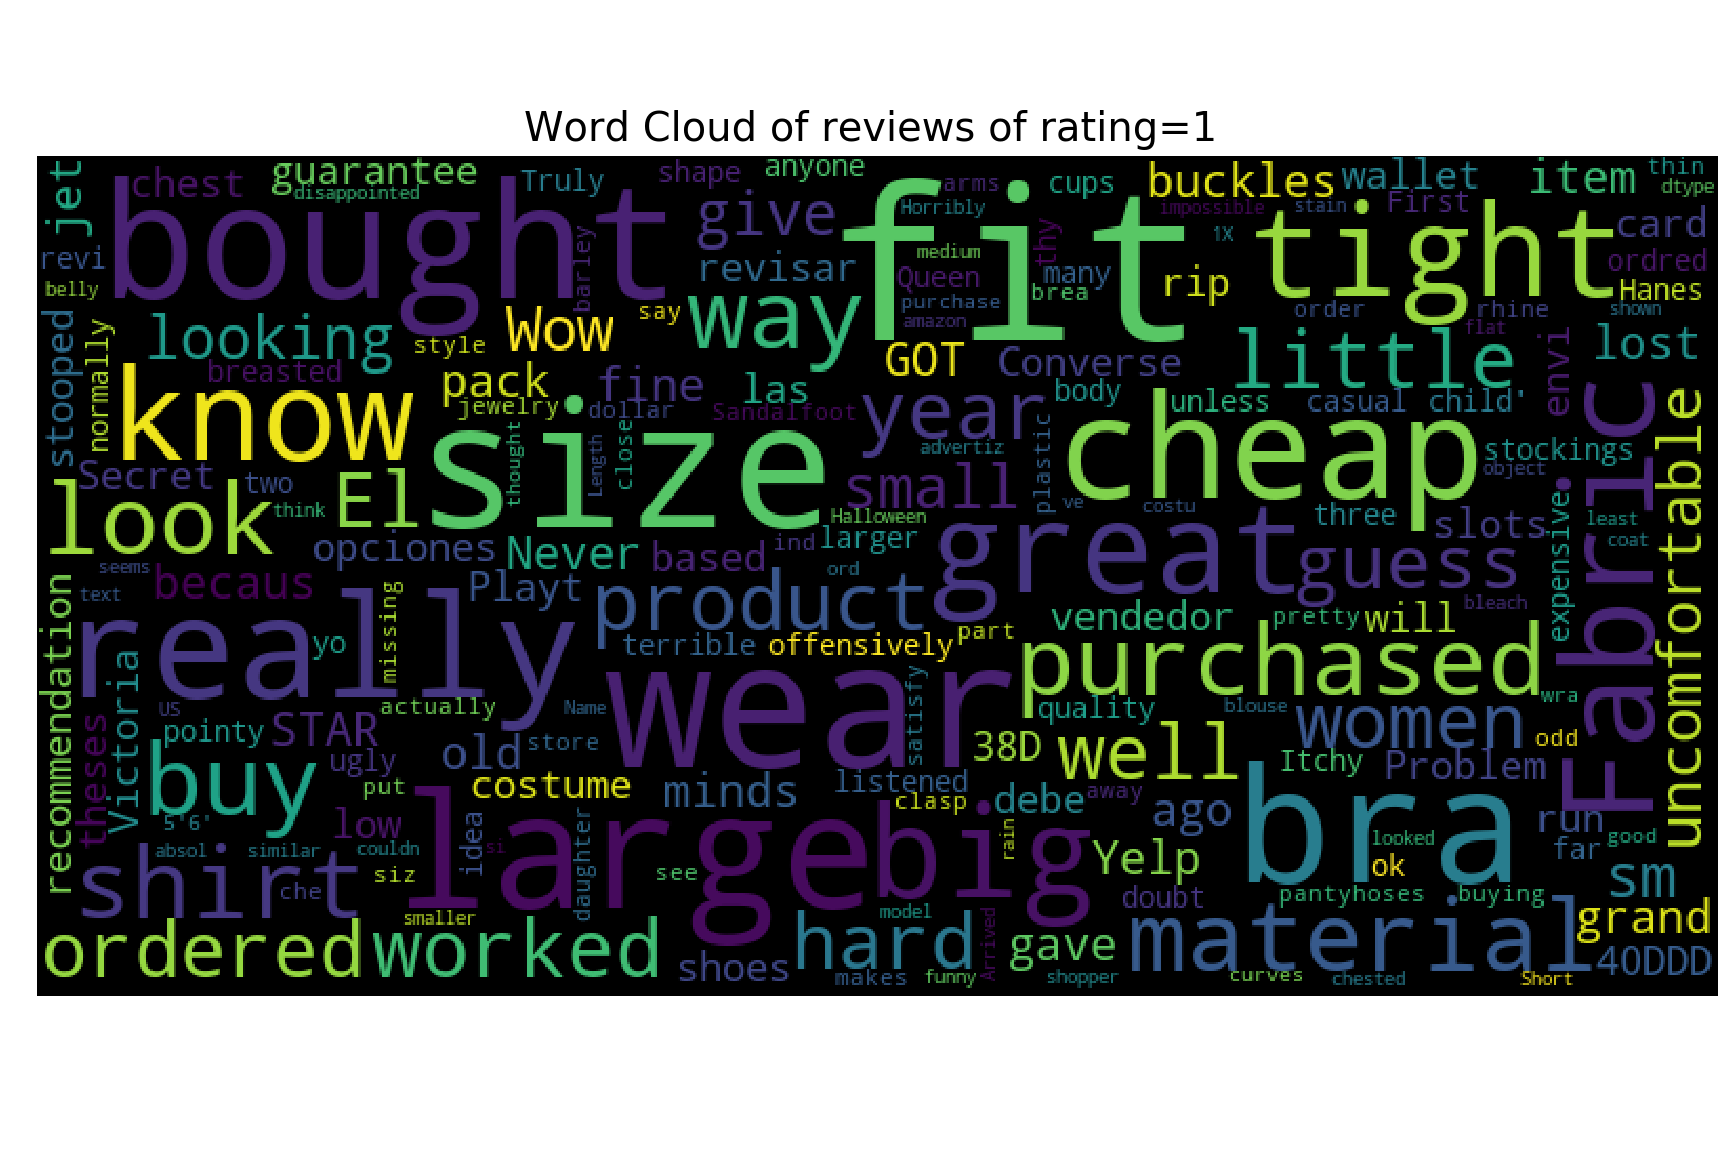 Word Cloud of reviews of rating=1
jet
chest
guarantee
disappointed
Truly
shape
anyone
arms
cups
buckles
wallet
item
thin
dtype
bought
give
fit
Horribly
thy
impossible
stain
First
card
1X
tight
revi
belly
barley
revisar
medium
Queen
purchase
amazon
many
brea
rip
order
rhine
ordred
Hanes
shown
stooped
normally
looking
style
Wow
say
way
GOT
Converse
little
flat
envi
lost
breasted
know
pack
jewelry
fine
dollar
las
Sandalfoot
year
body
unless
casual
child'
Fabric
uncomfortable
Secret
two
size
thought
Length
close
advertiz
plastic
cheap
stockings
object
look
think
El
small
ve
costu
three
slots
expensive
least
coat
Halloween
larger
opciones
Never
based
ind
great
guess
seems
text
becaus
Playt
ord
product
bleach
recommendation
really
yo
missing
terrible
offensively
part
vendedor
pretty
will
Victoria
theses
US
pointy
STAR
actually
Name
wear
satisfy
purchased
wra
quality
blouse
women
odd
ugly
old
store
38D
well
Itchy
Problem
buy
5'6'
put
costume
minds
listened
clasp
debe
away
ago
bra
run
far
good
low
large
idea
si
daughter
big
rain
Yelp
looked
ok
absol
similar
couldn
shirt
che
siz
see
doubt
pantyhoses
buying
sm
smaller
model
ordered
worked
shoes
hard
makes
funny
Arrived
gave
shopper
material
curves
chested
Short
grand
40DDD